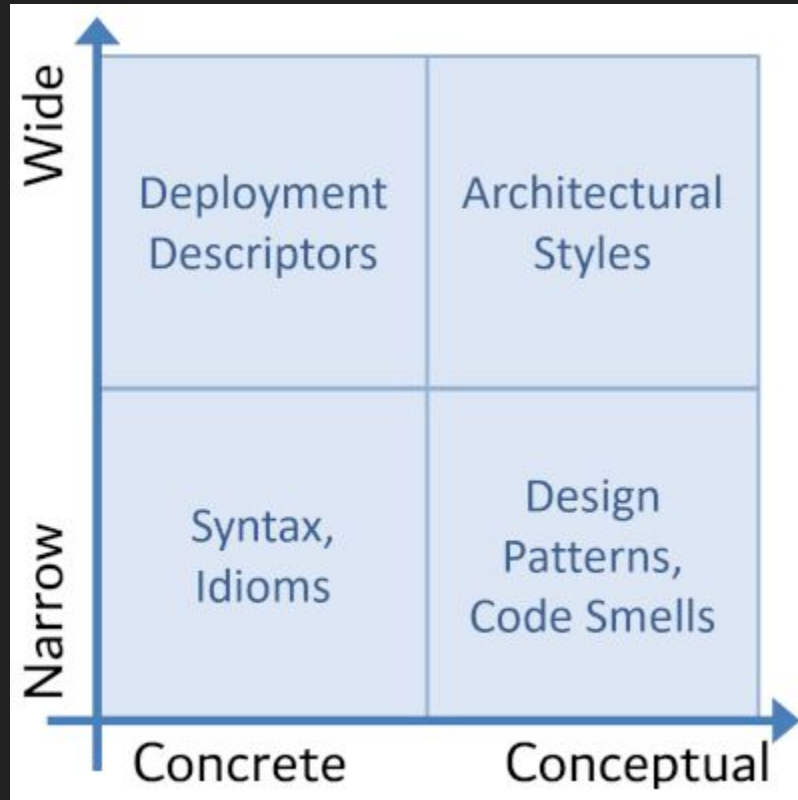 Wide
Deployment
Descriptors
Architectural
Styles
Narrow
Syntax,
Idioms
Design
Patterns,
Code Smells
Concrete
Conceptual